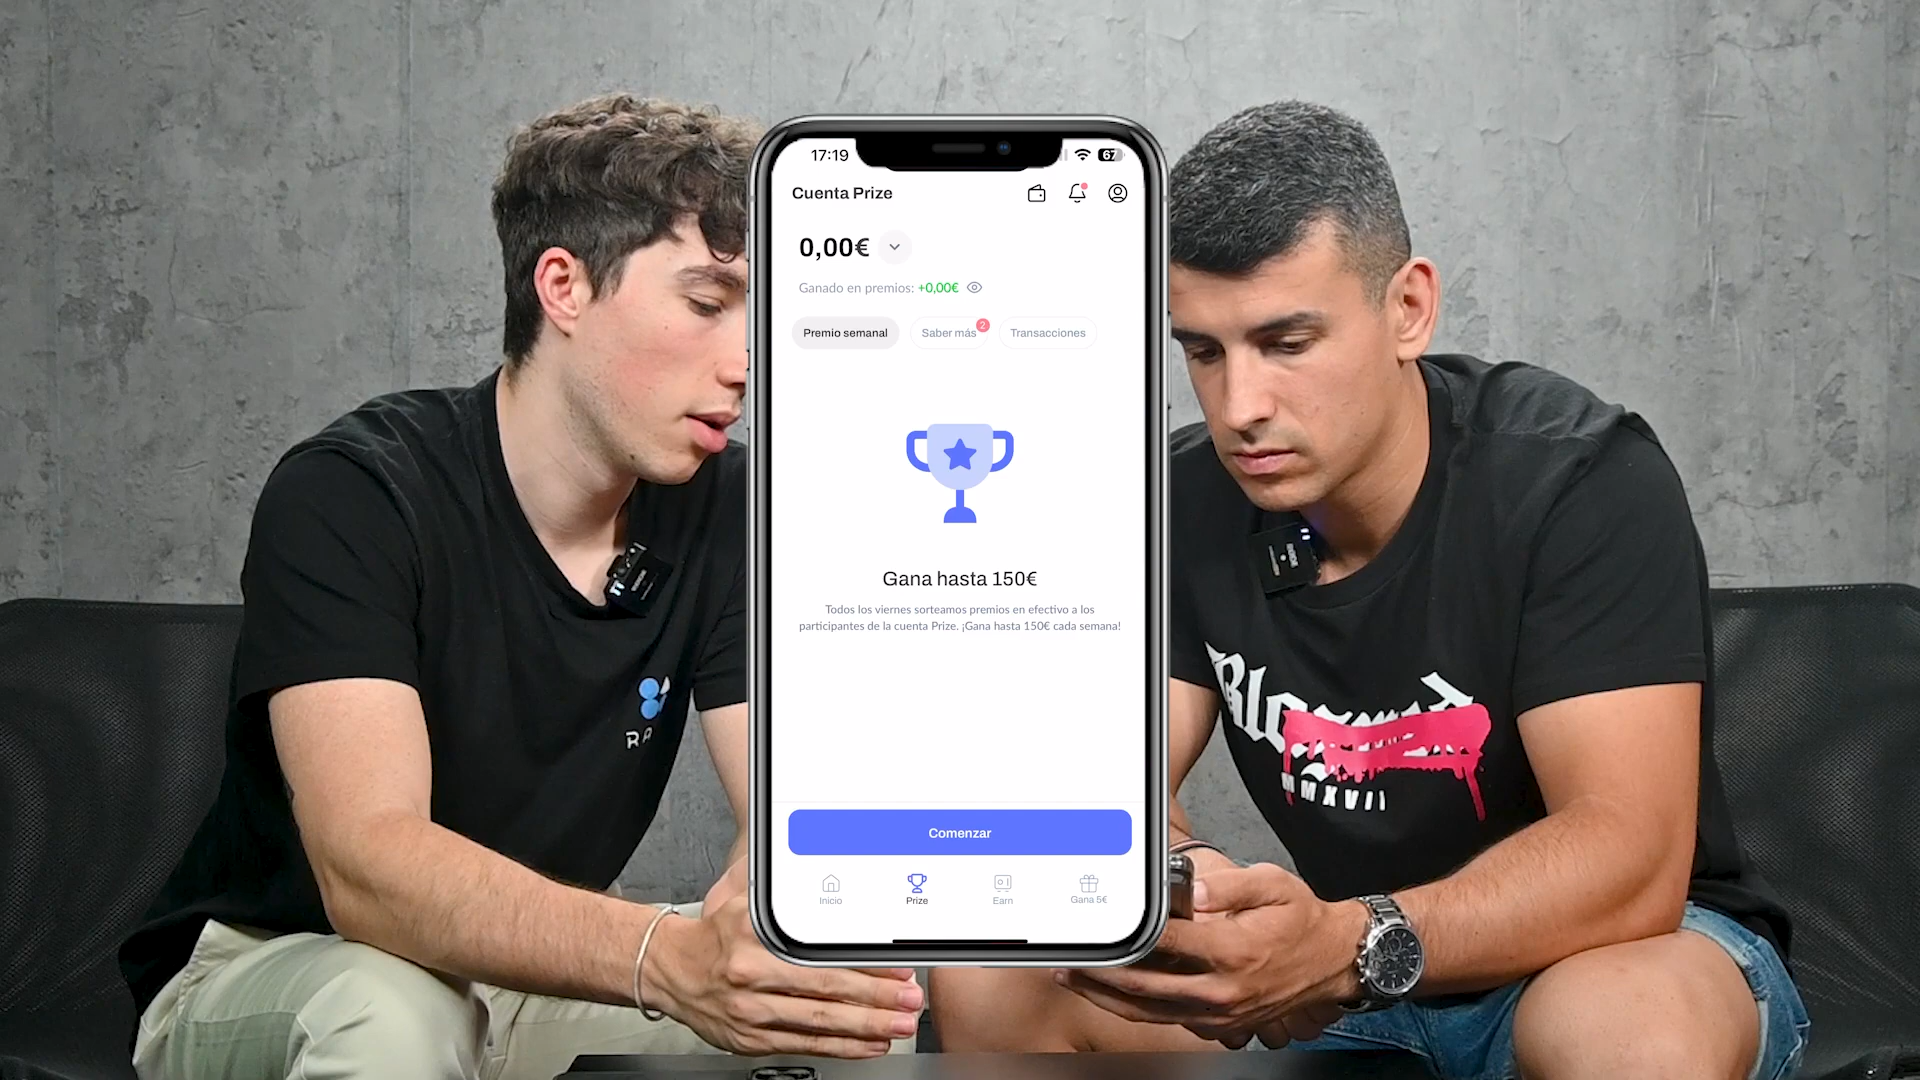 17:19
67
Cuenta Prize
0,00€
Ganado en premios: +0,00€
Premio semanal
Saber más
2
Transacciones
Gana hasta 150€
Todos los viernes sorteamos premios en efectivo a los
participantes de la cuenta Prize. ¡Gana hasta 150€ cada semana!
Comenzar
Inicio
Prize
Earn
Gana 5€
MMXVII